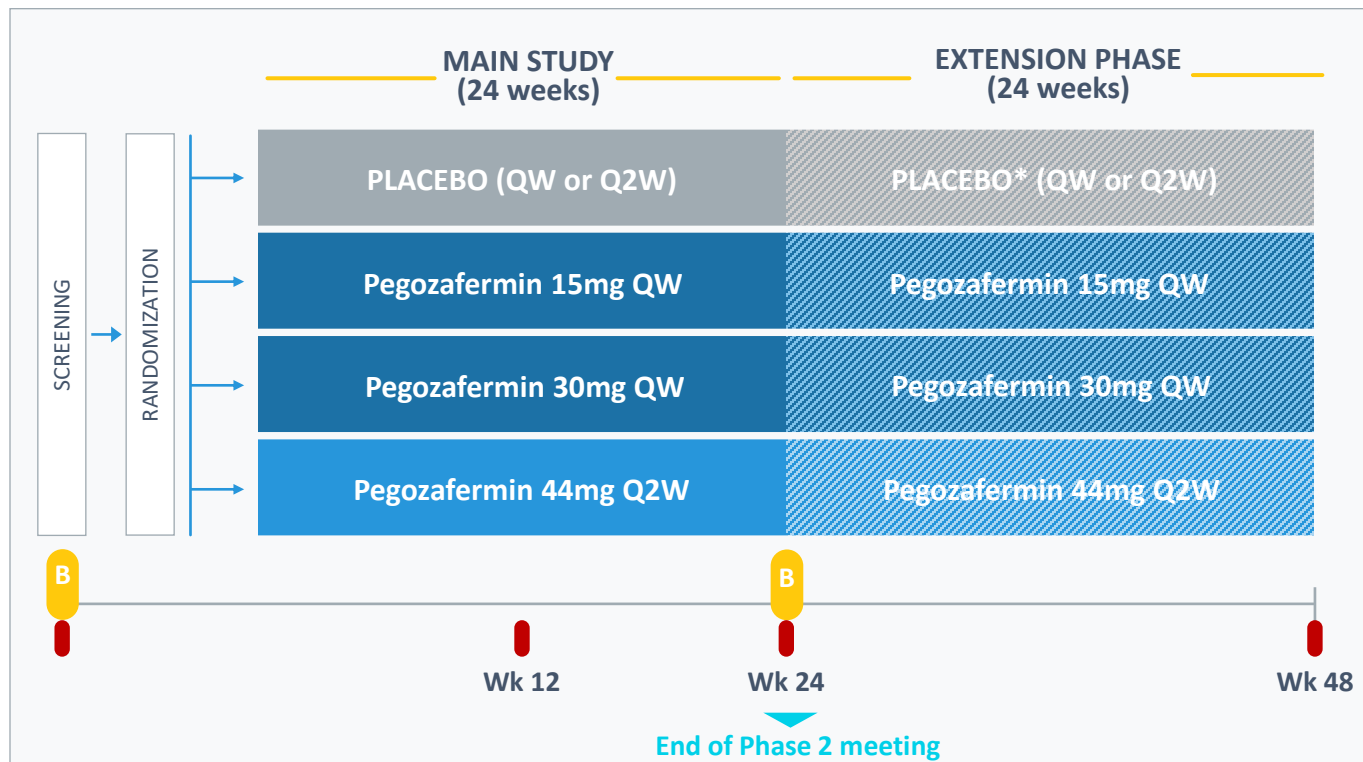 MAIN STUDY
(24 weeks)
EXTENSION PHASE
(24 weeks)
SCREENING
RANDOMIZATION
PLACEBO (QW or Q2W)
PLACEBO* (QW or Q2W)
Pegozafermin 15mg QW
Pegozafermin 15mg QW
Pegozafermin 30mg QW
Pegozafermin 30mg QW
Pegozafermin 44mg Q2W
Pegozafermin 44mg Q2W
B
B
Wk 12
Wk 24
Wk 48
End of Phase 2 meeting